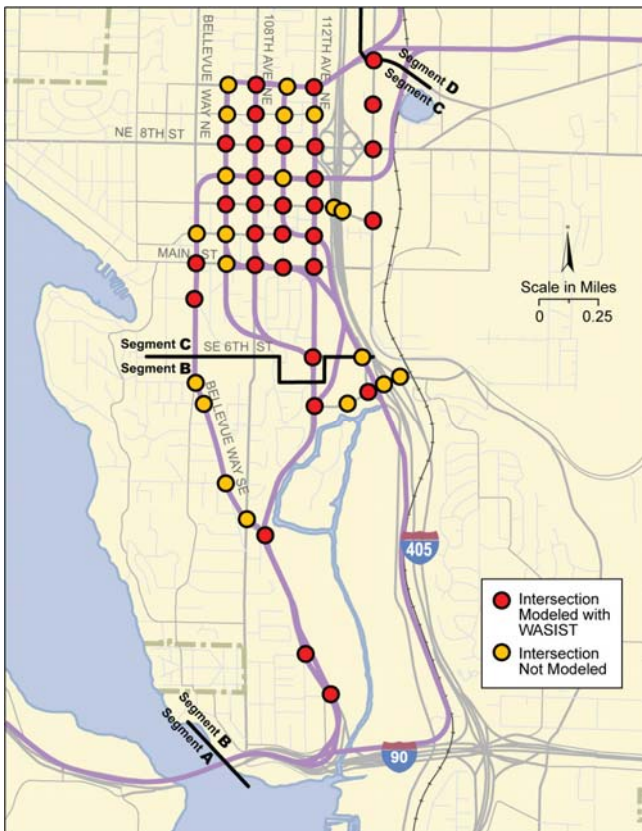 BELLEVUE WAY NE
108TH AVE NE
112TH AVE NE
Segment D
Segment C
NE 8TH ST
MAIN ST
Scale in Miles
0 0.25
Segment C
SE 6TH ST
Segment B
BELLEVUE WAY SE
405
Intersection
Modeled with
WASIST
Intersection
Not Modeled
Segment B
Segment A
90